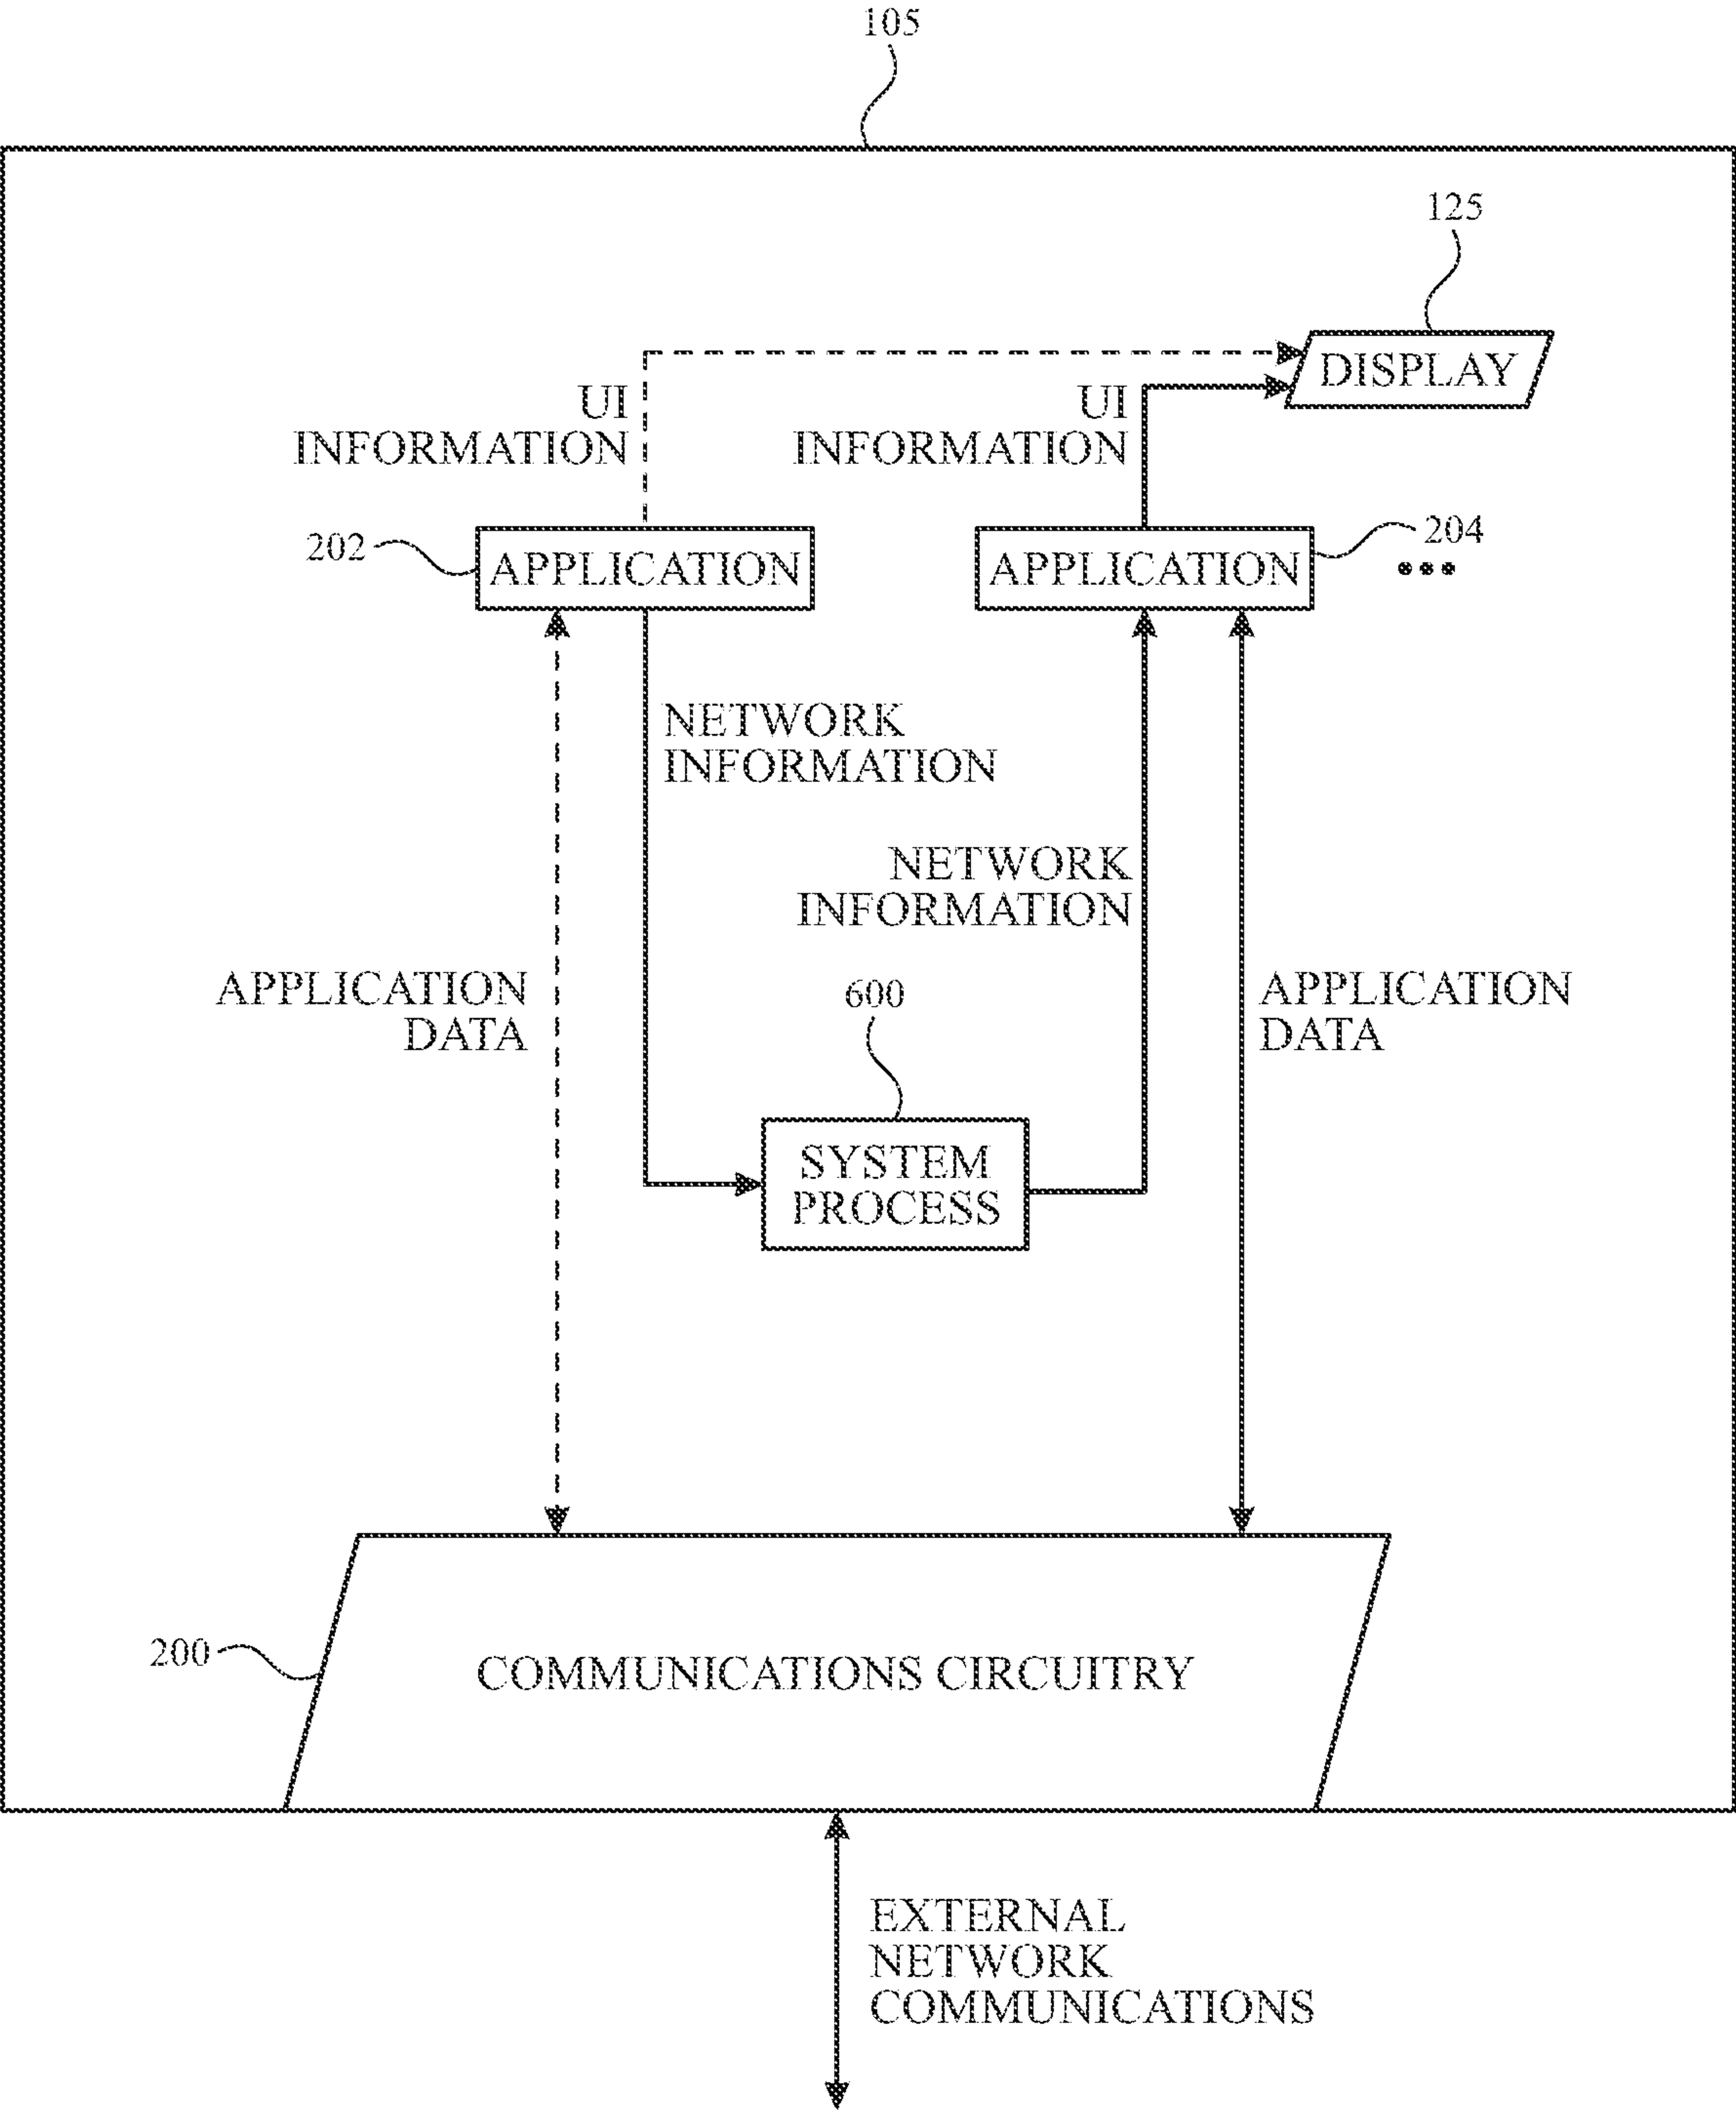 105
125
DISPLAY
UI
INFORMATION
UI
INFORMATION
202
APPLICATION
APPLICATION
204
NETWORK
INFORMATION
NETWORK
INFORMATION
APPLICATION
DATA
600
APPLICATION
DATA
SYSTEM
PROCESS
200
COMMUNICATIONS CIRCUITRY
EXTERNAL
NETWORK
COMMUNICATIONS